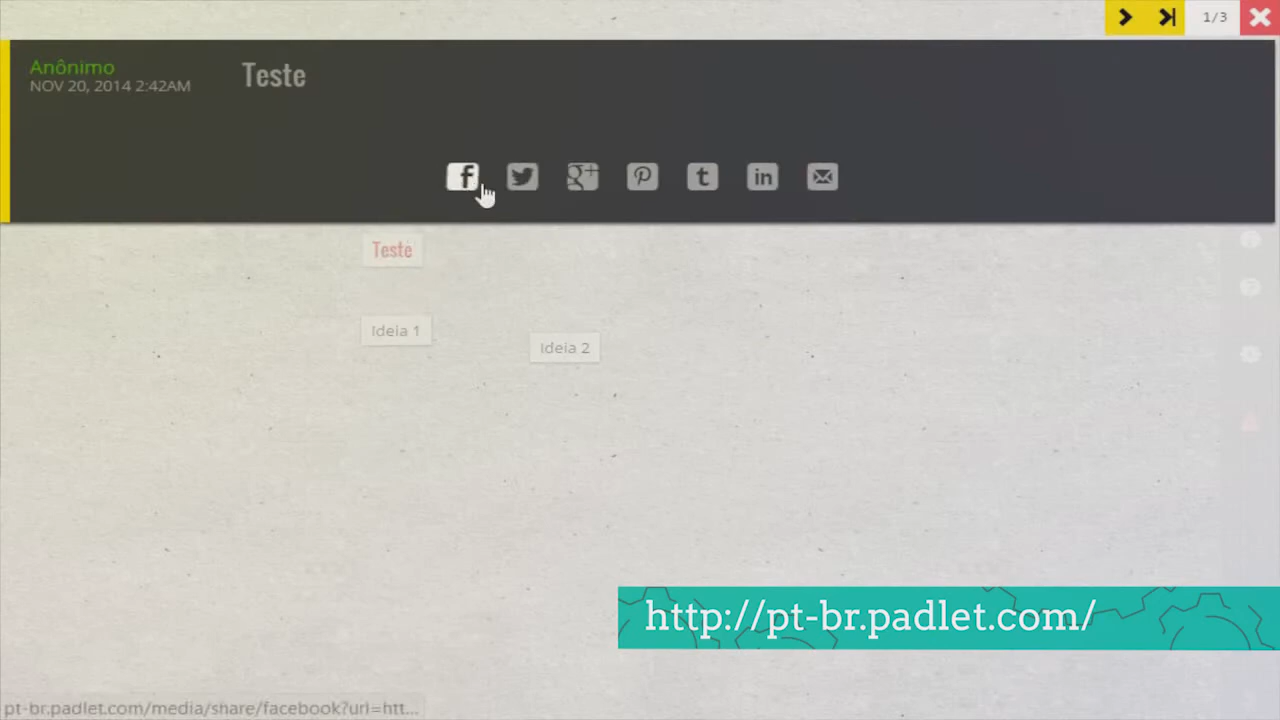 1/3
Anônimo
NOV 20, 2014 2:42AM
Teste
Teste
Ideia 1
Ideia 2
http://pt-br.padlet.com/
pt-br.padlet.com/media/share/facebook?url=htt...